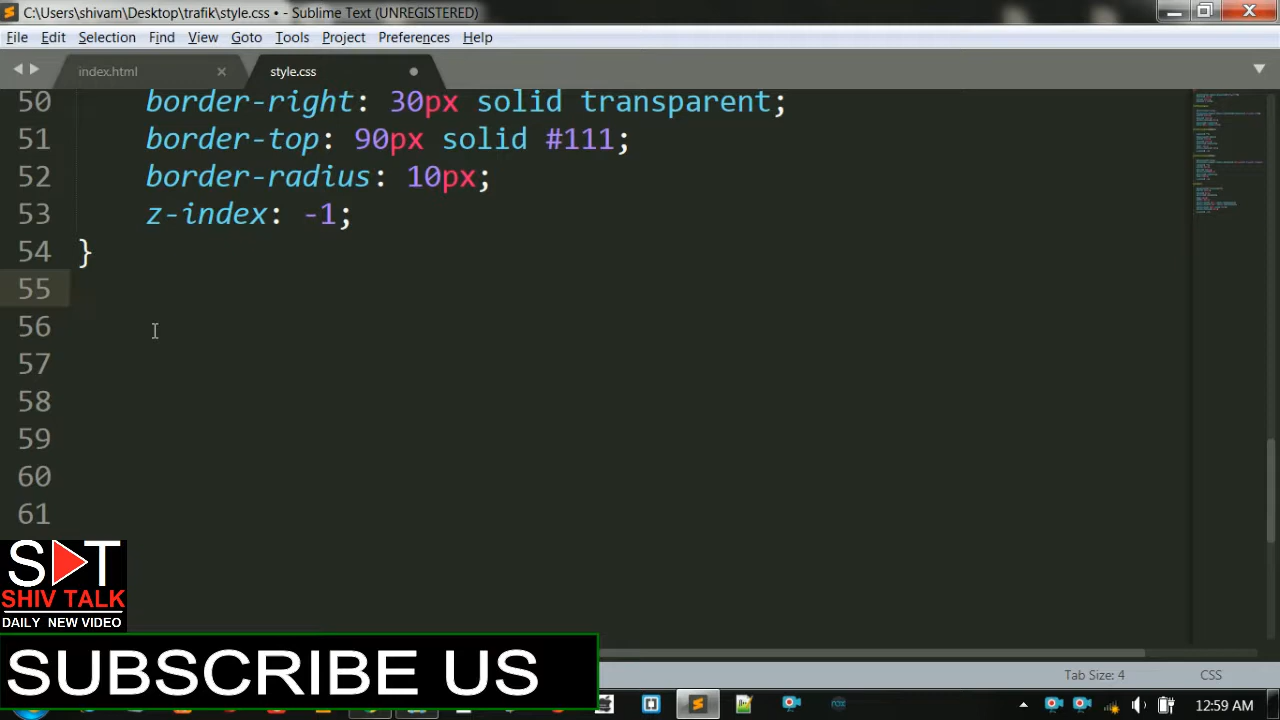 C:\Users\shivam\Desktop\trafik\style.css • - Sublime Text (UNREGISTERED)
File Edit Selection Find View Goto Tools Project Preferences Help
index.html
style.css
50 border-right: 30px solid transparent;
51 border-top: 90px solid #111;
52 border-radius: 10px;
53 z-index: -1;
54 }
55
56
57
58
59
60
61
S T
SHIV TALK
DAILY NEW VIDEO
SUBSCRIBE US
Tab Size: 4 CSS
12:59 AM